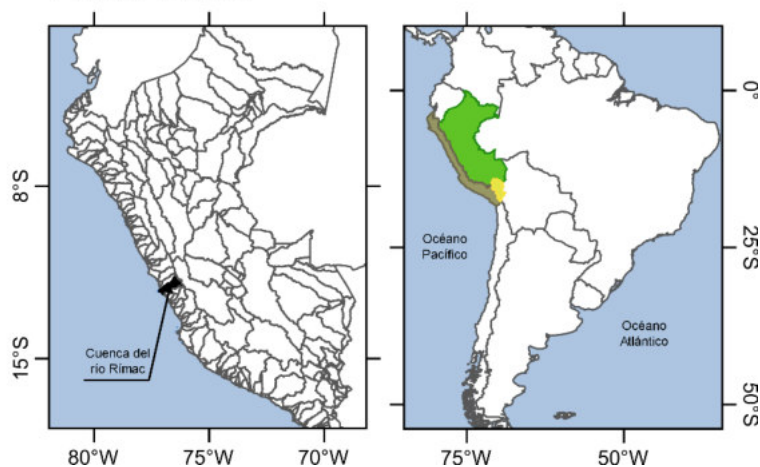 8°S
15°S
Cuenca del
río Rímac
80°W
75°W
70°W
Océano
Pacífico
Océano
Atlántico
0°
25°S
50°S
75°W
50°W